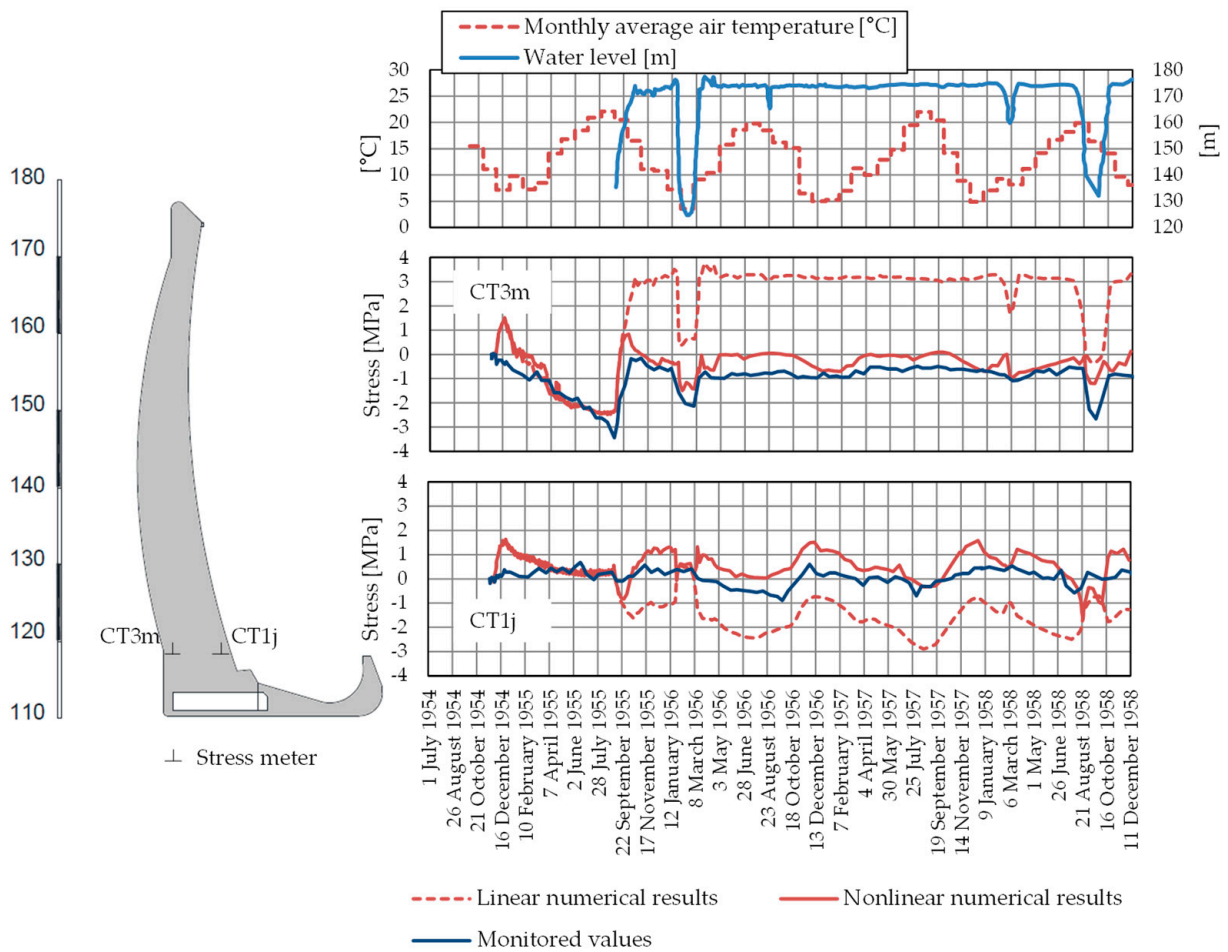 Monthly average air temperature [°C]
Water level [m]
30
25
20
15
10
5
0
[°C]
180
170
160
150
140
130
120
[m]
180
170
160
150
140
130
120
110
CT3m
CT1j
Stress meter
4
3
2
1
0
-1
-2
-3
-4
Stress [MPa]
CT3m
4
3
2
1
0
-1
-2
-3
-4
Stress [MPa]
CT1j
1 July 1954
26 August 1954
21 October 1954
16 December 1954
10 February 1955
7 April 1955
2 June 1955
28 July 1955
22 September 1955
17 November 1955
12 January 1956
8 March 1956
3 May 1956
28 June 1956
23 August 1956
18 October 1956
13 December 1956
7 February 1957
4 April 1957
30 May 1957
25 July 1957
19 September 1957
14 November 1957
9 January 1958
6 March 1958
1 May 1958
26 June 1958
21 August 1958
16 October 1958
11 December 1958
Linear numerical results
Nonlinear numerical results
Monitored values